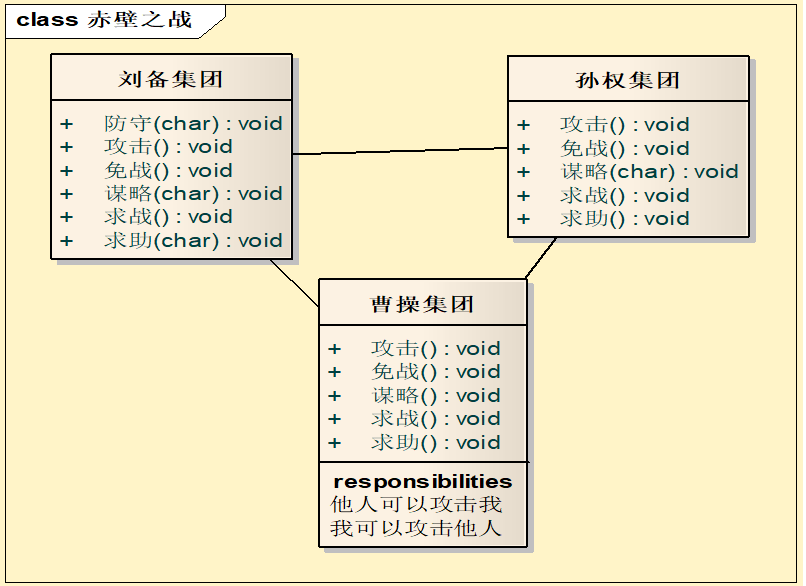 class 赤壁之战
刘备集团
+ 防守(char) : void
+ 攻击() : void
+ 免战() : void
+ 谋略(char) : void
+ 求战() : void
+ 求助(char) : void
孙权集团
+ 攻击() : void
+ 免战() : void
+ 谋略(char) : void
+ 求战() : void
+ 求助() : void
曹操集团
+ 攻击() : void
+ 免战() : void
+ 谋略() : void
+ 求战() : void
+ 求助() : void
responsibilities
他人可以攻击我
我可以攻击他人